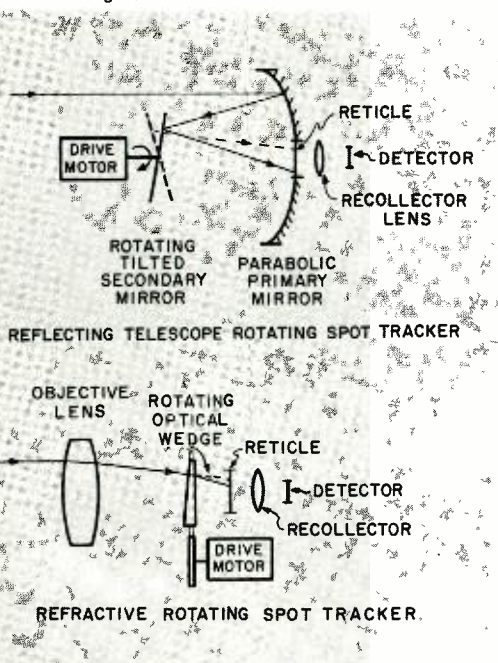 RETICLE
DRIVE
MOTOR
DETECTOR
RECOLLECTOR
LENS
ROTATING
TILTED
SECONDARY
MIRROR
PARABOLIC
PRIMARY
MIRROR
REFLECTING TELESCOPE ROTATING SPOT TRACKER
OBJECTIVE
LENS
ROTATING
OPTICAL
WEDGE
RETICLE
DETECTOR
RECOLLECTOR
DRIVE
MOTOR
REFRACTIVE ROTATING SPOT TRACKER.